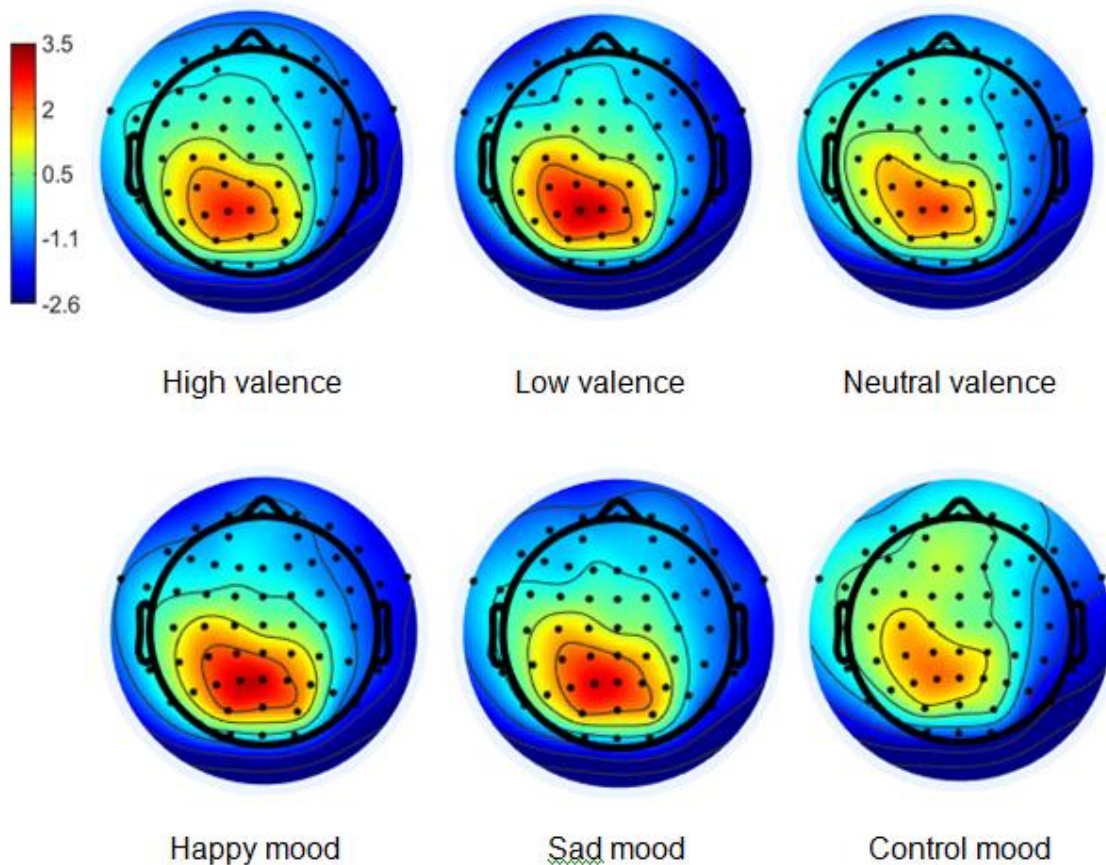 3.5
2
0.5
-1.1
-2.6
High valence
Low valence
Neutral valence
Happy mood
Sad mood
Control mood